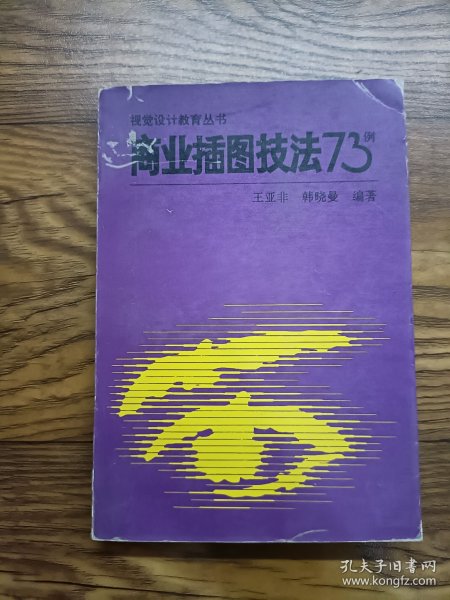 视觉设计教育丛书
商业插图技法73例
王亚非 韩晓曼 编著
孔夫子旧书网
www.kongfz.com